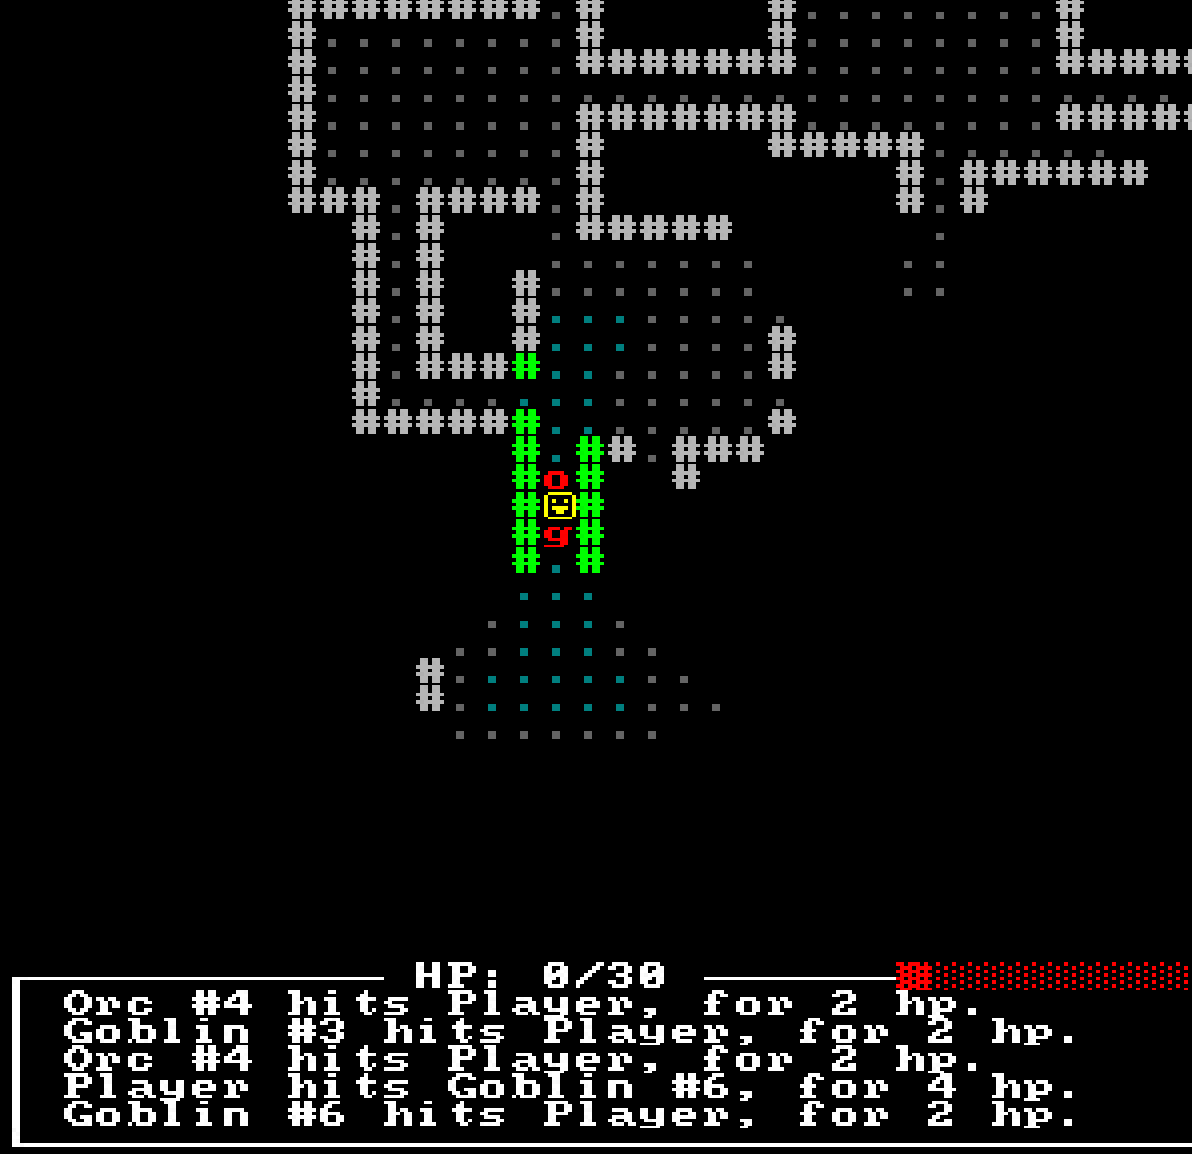 o
g
HP: 0/30
Orc #4 hits Player, for 2 hp.
Goblin #3 hits Player, for 2 hp.
Orc #4 hits Player, for 2 hp.
Player hits Goblin #6, for 4 hp.
Goblin #6 hits Player, for 2 hp.